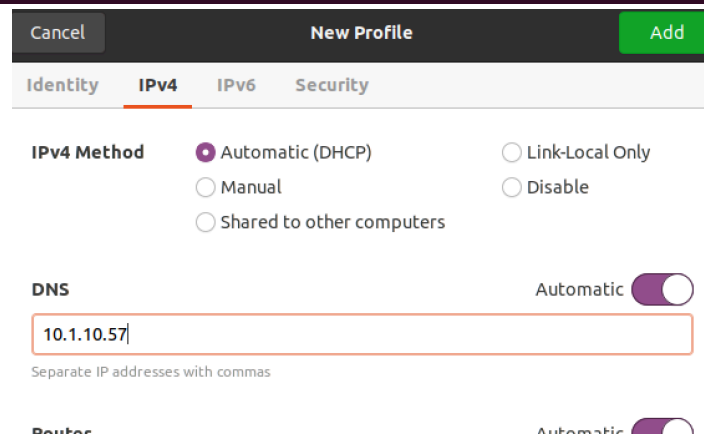 Cancel New Profile Add
Identity IPv4 IPv6 Security
IPv4 Method Automatic (DHCP) Link-Local Only
Manual Disable
Shared to other computers
DNS Automatic
10.1.10.57
Separate IP addresses with commas
Routes Automatic